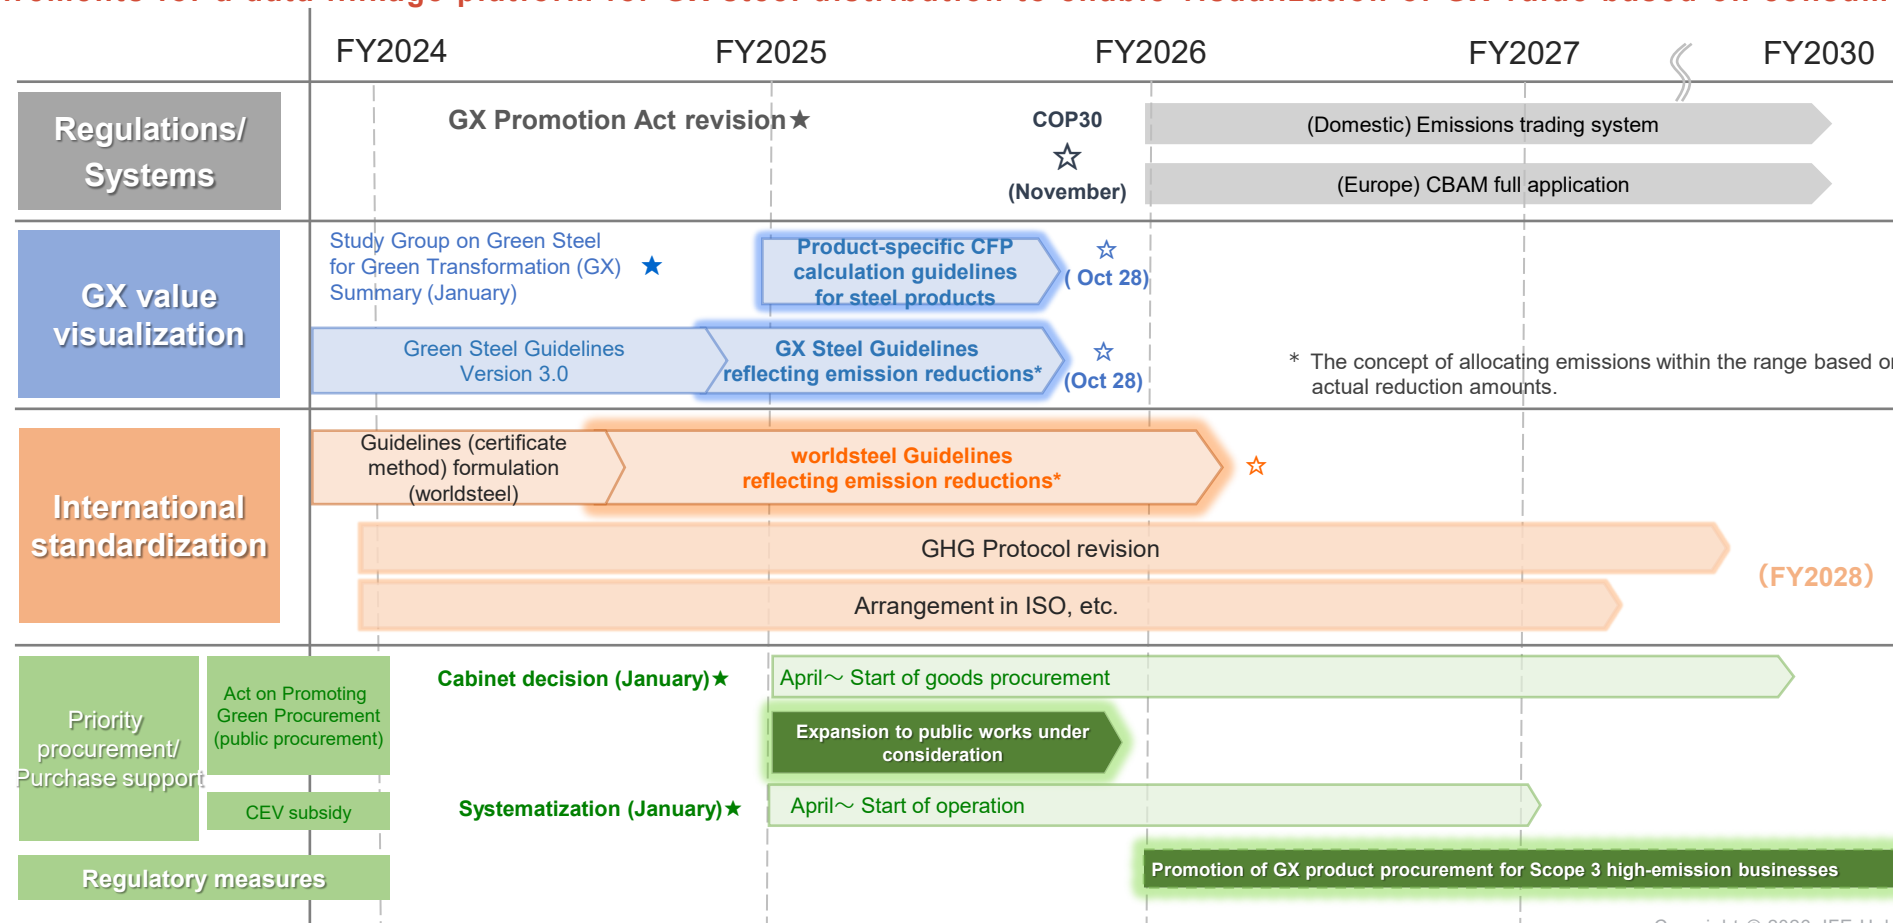 FY2024 FY2025 FY2026 FY2027 FY2030
Regulations/
Systems
GX Promotion Act revision★
COP30
☆
(November)
(Domestic) Emissions trading system
(Europe) CBAM full application
GX value
visualization
Study Group on Green Steel
for Green Transformation (GX) ★
Summary (January)
Product-specific CFP
calculation guidelines
for steel products
☆
( Oct 28)
Green Steel Guidelines
Version 3.0
GX Steel Guidelines
reflecting emission reductions*
☆
(Oct 28)
* The concept of allocating emissions within the range based
actual reduction amounts.
International
standardization
Guidelines (certificate
method) formulation
(worldsteel)
worldsteel Guidelines
reflecting emission reductions*
☆
GHG Protocol revision
（FY2028）
Arrangement in ISO, etc.
Priority
procurement/
Purchase support
Act on Promoting
Green Procurement
(public procurement)
Cabinet decision (January)★
April～ Start of goods procurement
Expansion to public works under
consideration
CEV subsidy
Systematization (January)★
April～ Start of operation
Regulatory measures
Promotion of GX product procurement for Scope 3 high-emission businesses